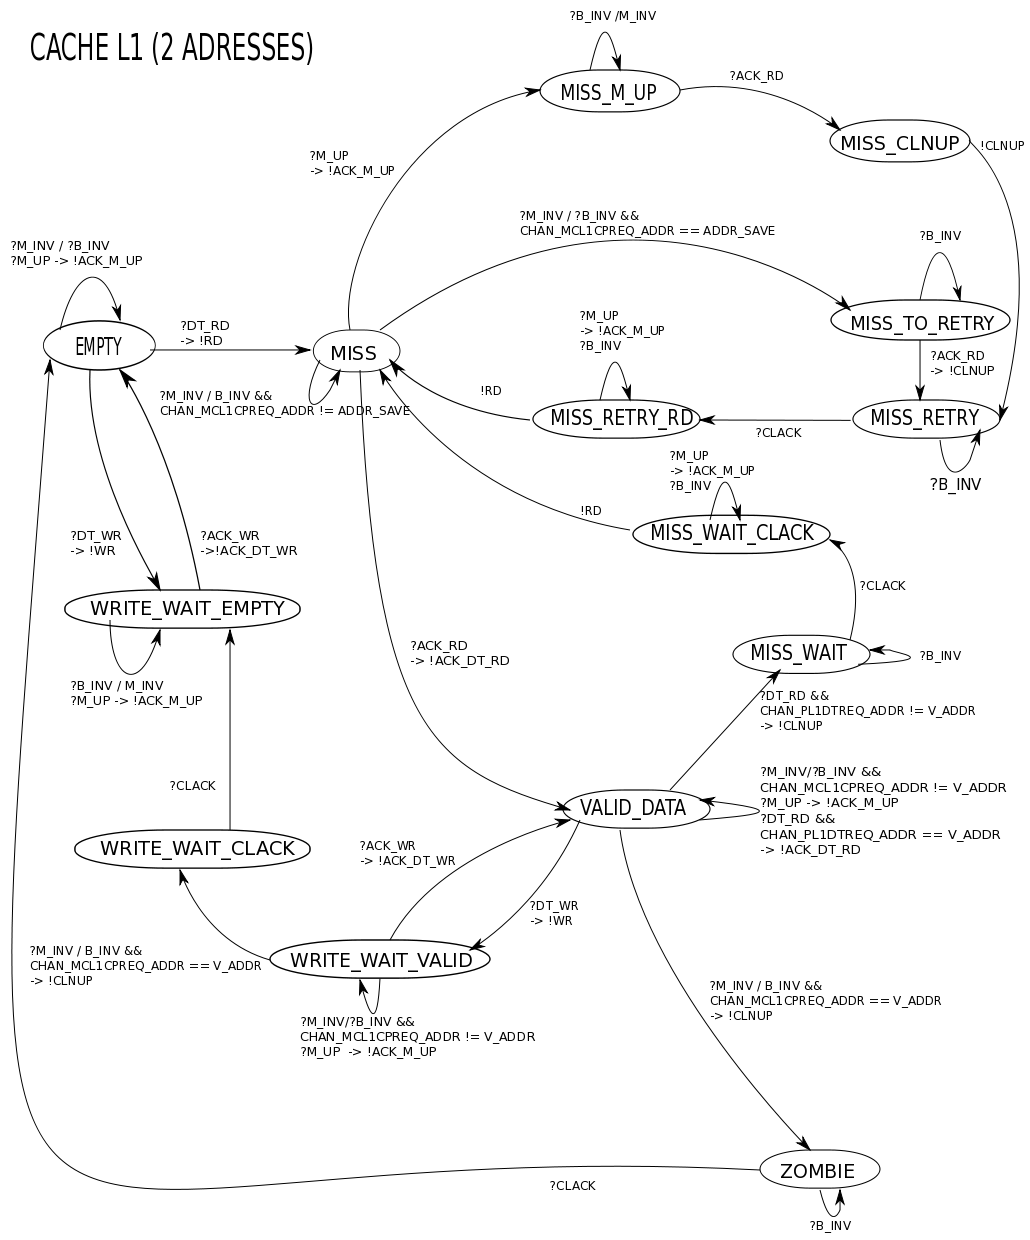 CACHE L1 (2 ADRESSES)
?B_INV /M_INV
MISS_M_UP
?ACK_RD
MISS_CLNUP
!CLNUP
?M_UP
-> !ACK_M_UP
?M_INV / ?B_INV &&
CHAN_MCL1CPREQ_ADDR == ADDR_SAVE
?B_INV
?M_INV / ?B_INV
?M_UP -> !ACK_M_UP
EMPTY
?DT_RD
-> !RD
MISS
?M_UP
-> !ACK_M_UP
?B_INV
MISS_TO_RETRY
?ACK_RD
-> !CLNUP
?M_INV / B_INV &&
CHAN_MCL1CPREQ_ADDR != ADDR_SAVE
!RD
MISS_RETRY_RD
?CLACK
MISS_RETRY
?B_INV
?M_UP
-> !ACK_M_UP
?B_INV
!RD
MISS_WAIT_CLACK
?DT_WR
-> !WR
?ACK_WR
->!ACK_DT_WR
?CLACK
WRITE_WAIT_EMPTY
?B_INV / M_INV
?M_UP -> !ACK_M_UP
?ACK_RD
-> !ACK_DT_RD
MISS_WAIT
?B_INV
?DT_RD &&
CHAN_PL1DTREQ_ADDR != V_ADDR
-> !CLNUP
?CLACK
VALID_DATA
?M_INV/?B_INV &&
CHAN_MCL1CPREQ_ADDR != V_ADDR
?M_UP -> !ACK_M_UP
?DT_RD &&
CHAN_PL1DTREQ_ADDR == V_ADDR
-> !ACK_DT_RD
WRITE_WAIT_CLACK
?ACK_WR
-> !ACK_DT_WR
?DT_WR
-> !WR
?M_INV / B_INV &&
CHAN_MCL1CPREQ_ADDR == V_ADDR
-> !CLNUP
WRITE_WAIT_VALID
?M_INV/?B_INV &&
CHAN_MCL1CPREQ_ADDR != V_ADDR
?M_UP -> !ACK_M_UP
?M_INV / B_INV &&
CHAN_MCL1CPREQ_ADDR == V_ADDR
-> !CLNUP
ZOMBIE
?CLACK
?B_INV